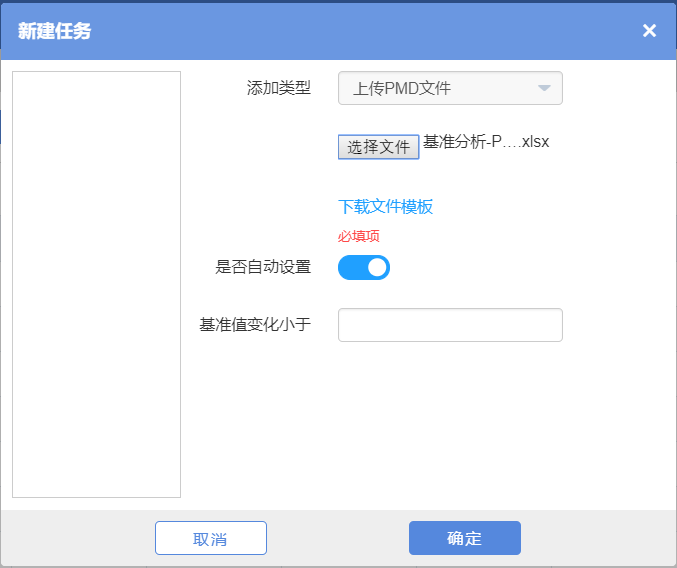 新建任务
添加类型
上传PMD文件
选择文件 基准分析-P….xlsx
下载文件模板
必填项
是否自动设置
基准值变化小于
取消
确定